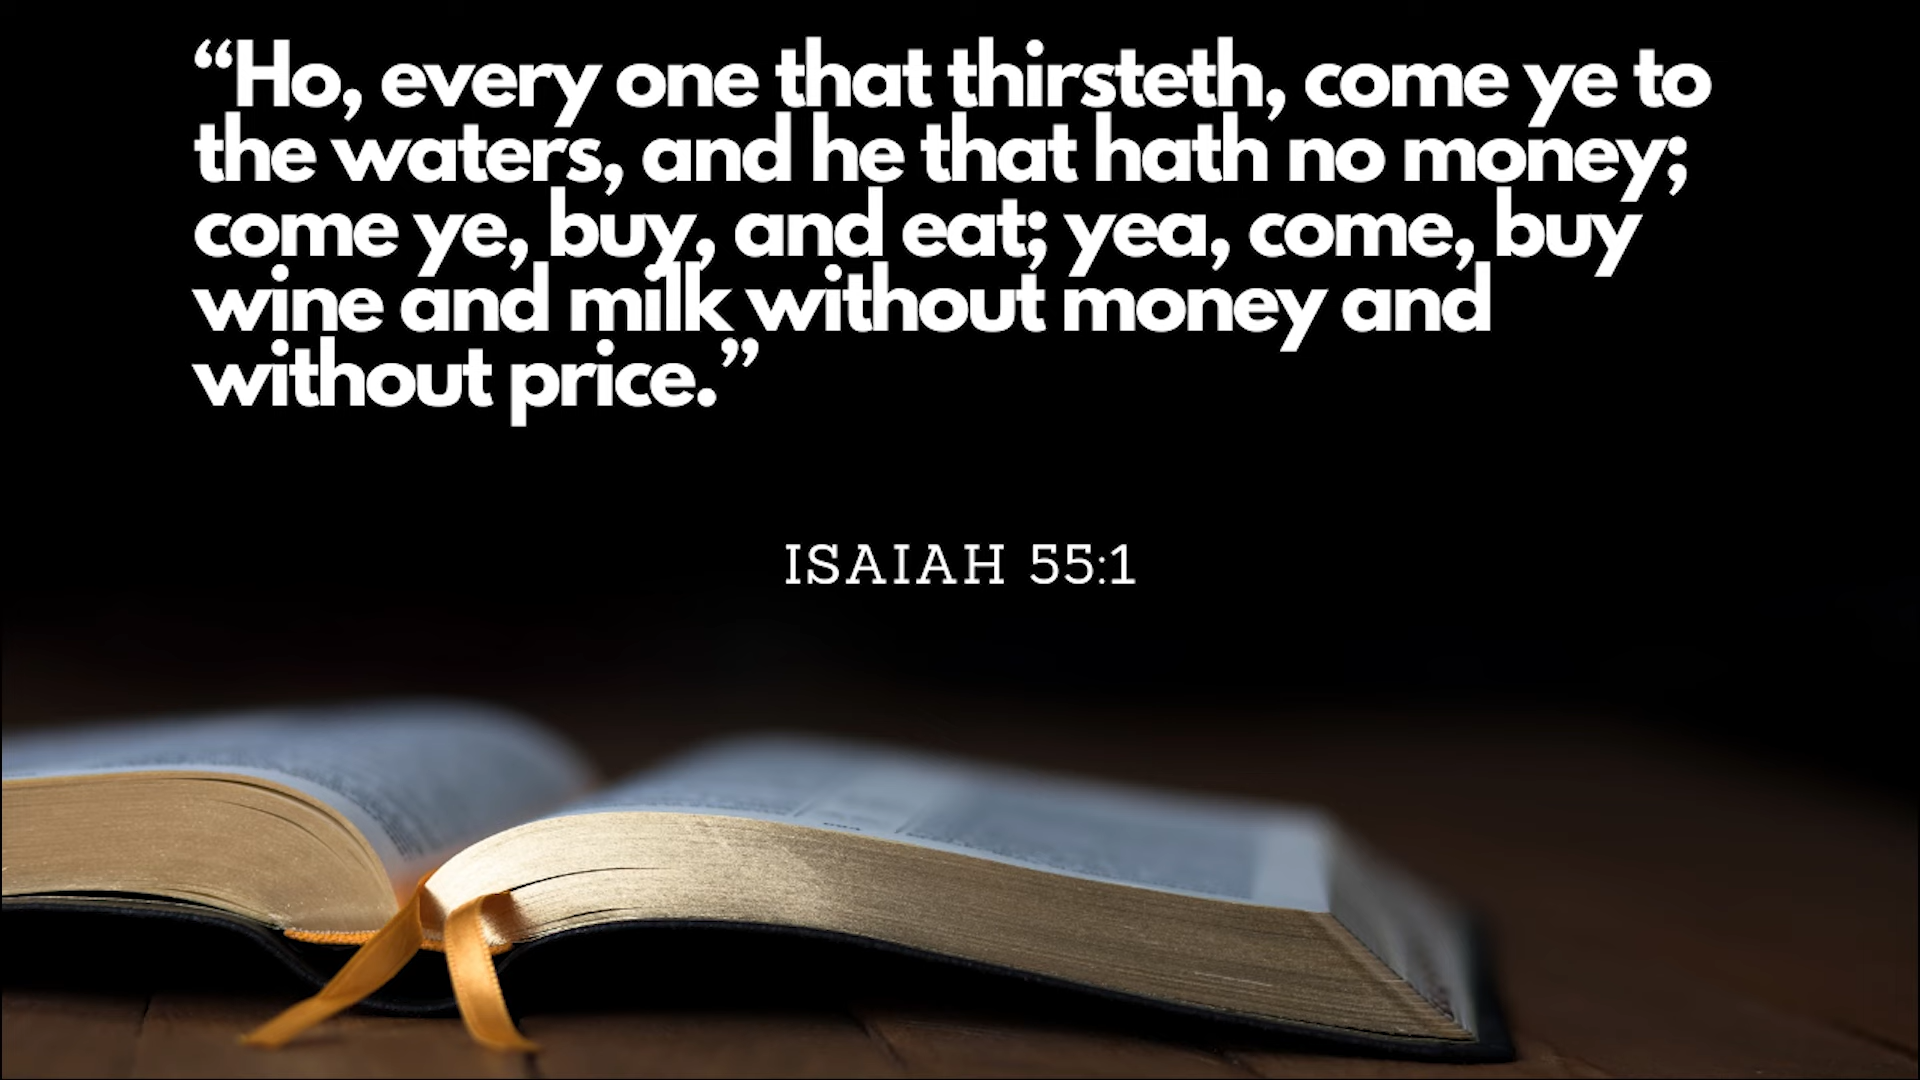 “Ho, every one that thirsteth, come ye to
the waters, and he that hath no money;
come ye, buy, and eat; yea, come, buy
wine and milk without money and
without price.”
ISAIAH 55:1